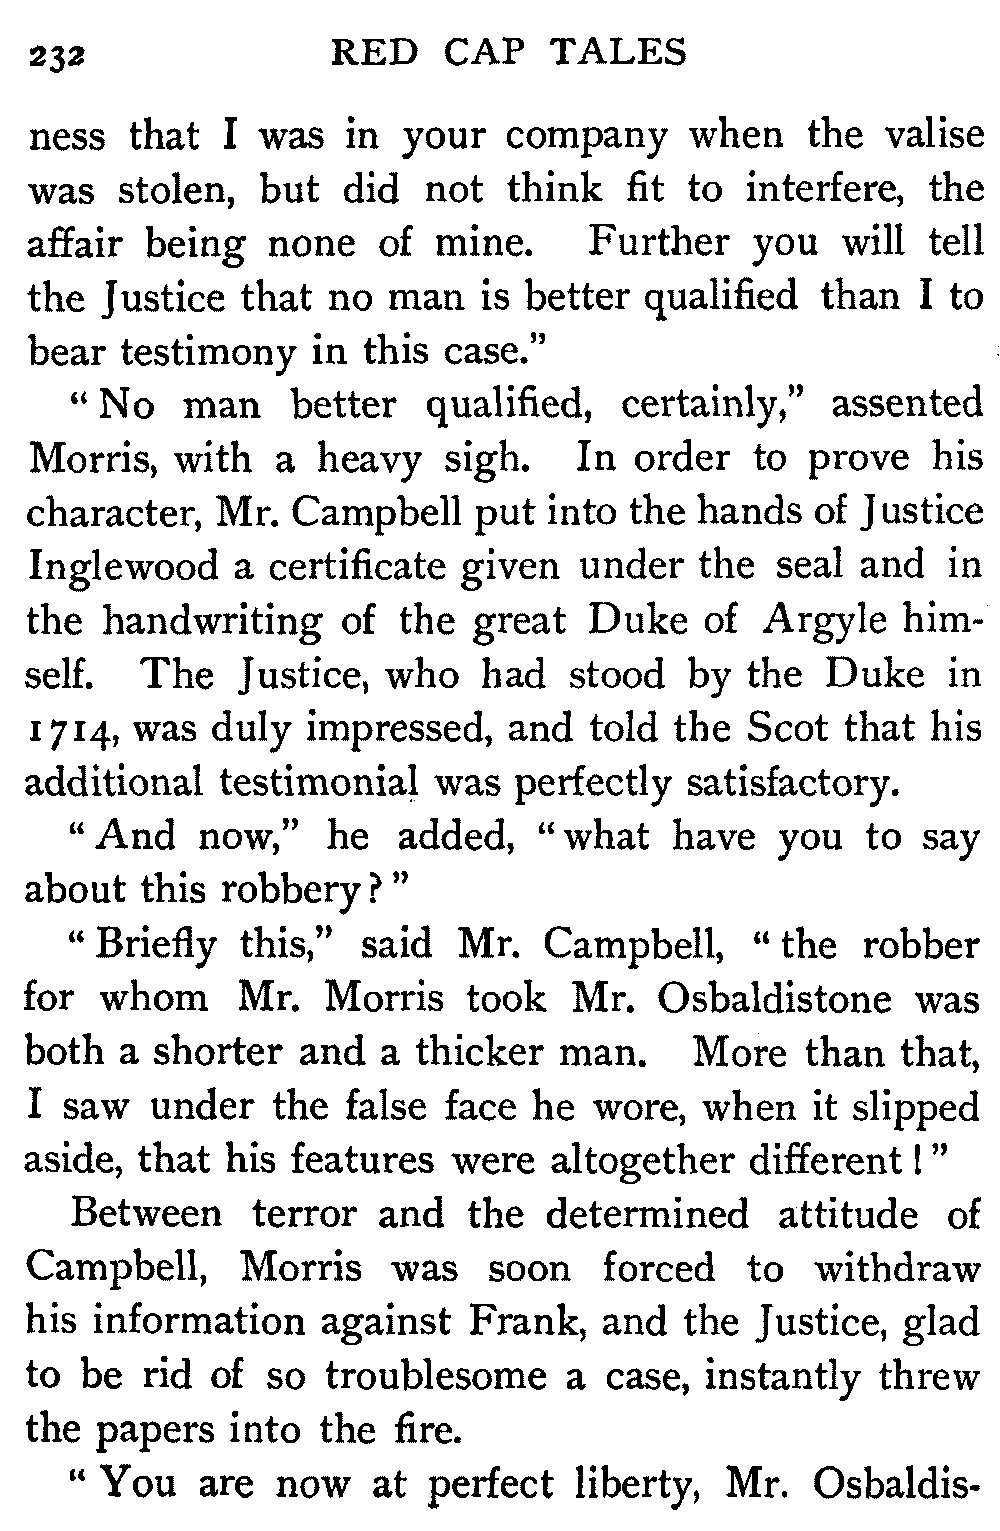 232 RED CAP TALES
ness that I was in your company when the valise
was stolen, but did not think fit to interfere, the
affair being none of mine. Further you will tell
the Justice that no man is better qualified than I to
bear testimony in this case.”
“ No man better qualified, certainly,” assented
Morris, with a heavy sigh. In order to prove his
character, Mr. Campbell put into the hands of Justice
Inglewood a certificate given under the seal and in
the handwriting of the great Duke of Argyle him-
self. The Justice, who had stood by the Duke in
1714, was duly impressed, and told the Scot that his
additional testimonial was perfectly satisfactory.
“ And now,” he added, “ what have you to say
about this robbery ? ”
“ Briefly this,” said Mr. Campbell, “ the robber
for whom Mr. Morris took Mr. Osbaldistone was
both a shorter and a thicker man. More than that,
I saw under the false face he wore, when it slipped
aside, that his features were altogether different ! ”
Between terror and the determined attitude of
Campbell, Morris was soon forced to withdraw
his information against Frank, and the Justice, glad
to be rid of so troublesome a case, instantly threw
the papers into the fire.
“ You are now at perfect liberty, Mr. Osbaldis-